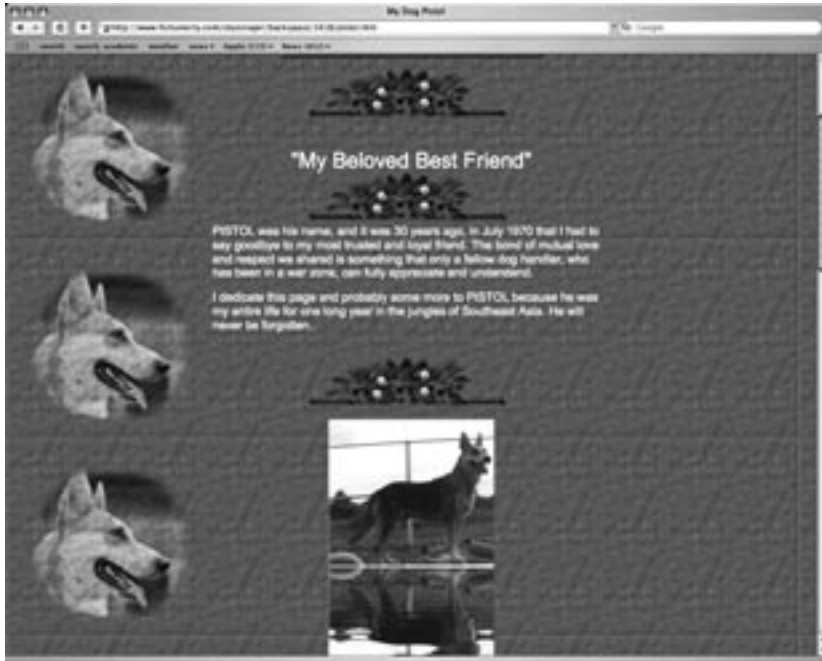 My Dog Pistol
Google
"My Beloved Best Friend"
PISTOL was his name, and it was 30 years ago, in July 1970 that I had to
say goodbye to my most trusted and loyal friend. The bond of mutual love
and respect we shared is something that only a fellow dog handler, who
has been in a war zone, can fully appreciate and understand.
I dedicate this page and probably some more to PISTOL because he was
my entire life for one long year in the jungles of Southeast Asia. He will
never be forgotten.